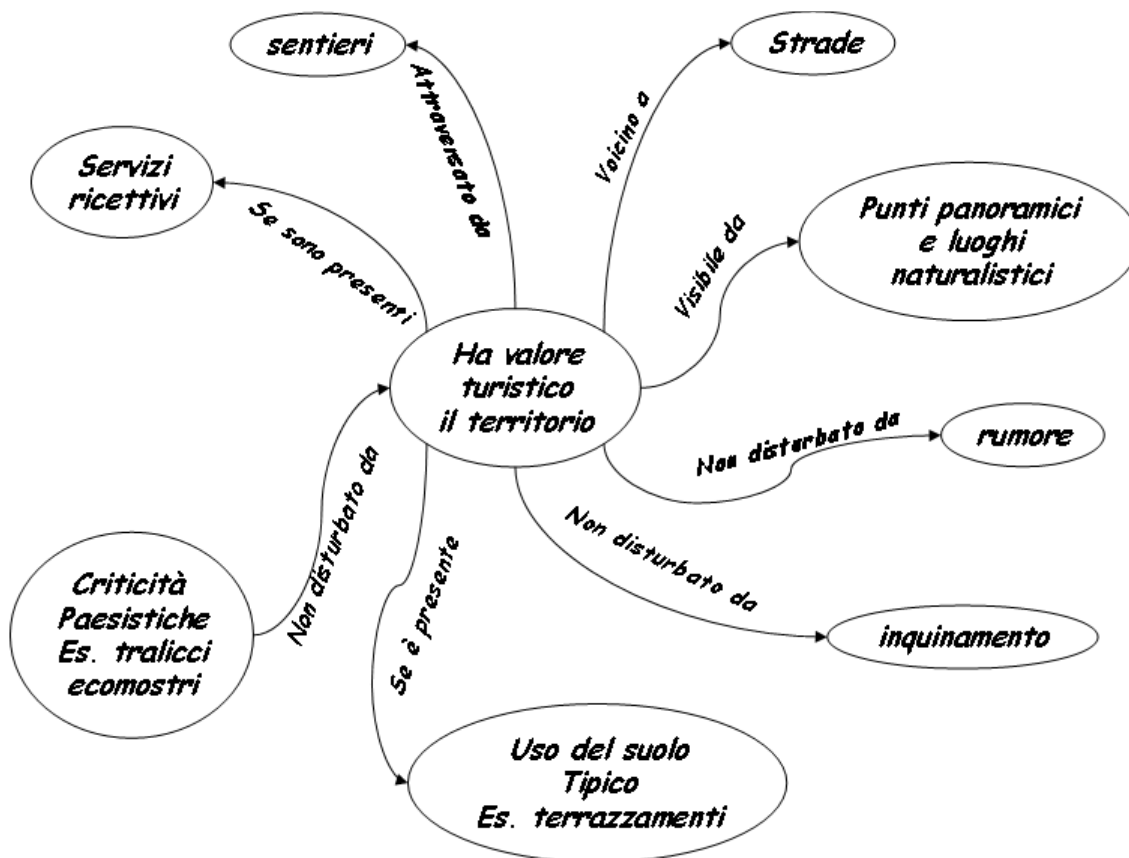 sentieri
Strade
Attraversato da
Voicino a
Servizi
ricettivi
Se sono presenti
Punti panoramici
e luoghi
naturalistici
Visibile da
Ha valore
turistico
il territorio
Non disturbato da
rumore
Non disturbato da
inquinamento
Non disturbato da
Criticità
Paesistiche
Es. tralicci
ecomostri
Se è presente
Uso del suolo
Tipico
Es. terrazzamenti